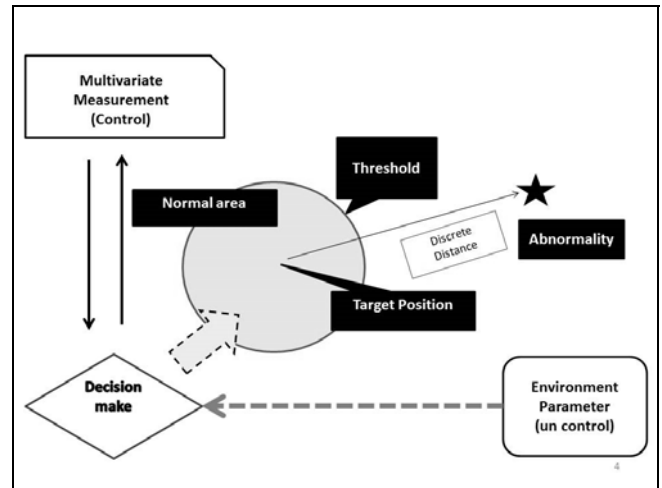 Multivariate
Measurement
(Control)
Threshold
Normal area
Discrete
Distance
Abnormality
Target Position
Decision
make
Environment
Parameter
(un control)
4